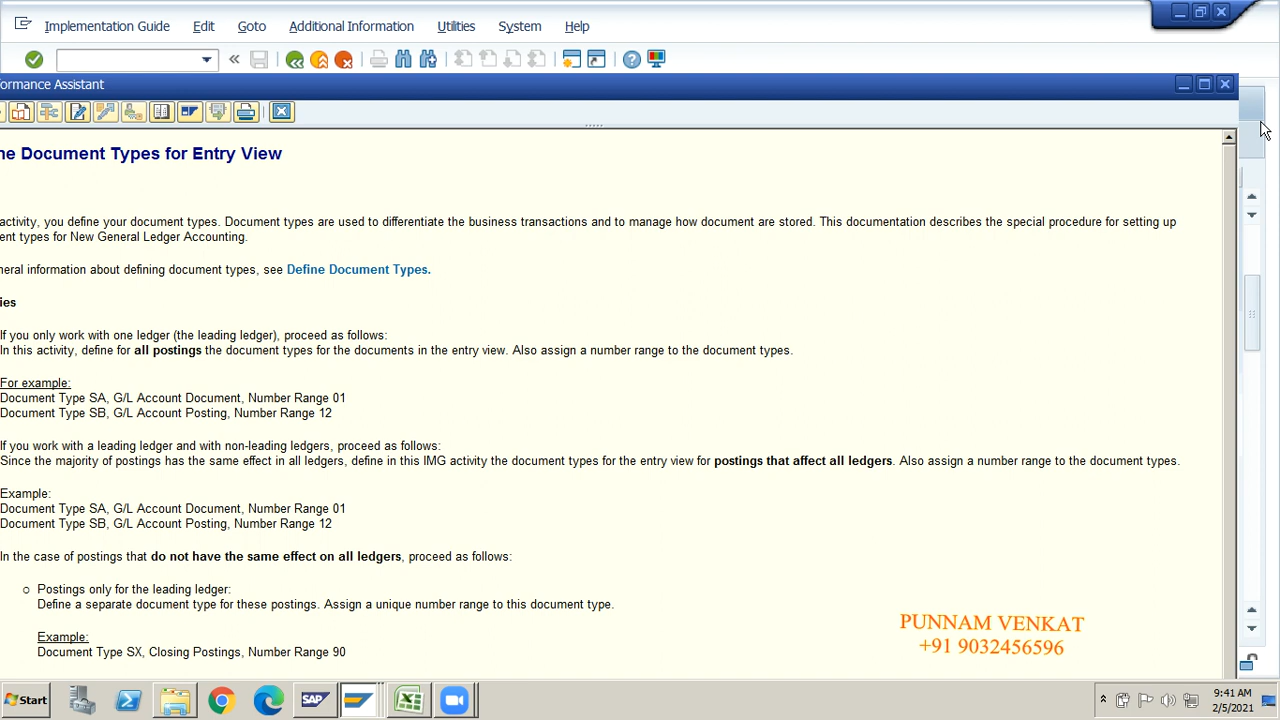 Implementation Guide Edit Goto Additional Information Utilities System Help
formance Assistant
ne Document Types for Entry View
activity, you define your document types. Document types are used to differentiate the business transactions and to manage how document are stored. This documentation describes the special procedure for setting up
ent types for New General Ledger Accounting.
neral information about defining document types, see Define Document Types.
ies
If you only work with one ledger (the leading ledger), proceed as follows:
In this activity, define for all postings the document types for the documents in the entry view. Also assign a number range to the document types.
For example:
Document Type SA, G/L Account Document, Number Range 01
Document Type SB, G/L Account Posting, Number Range 12
If you work with a leading ledger and with non-leading ledgers, proceed as follows:
Since the majority of postings has the same effect in all ledgers, define in this IMG activity the document types for the entry view for postings that affect all ledgers. Also assign a number range to the document types.
Example:
Document Type SA, G/L Account Document, Number Range 01
Document Type SB, G/L Account Posting, Number Range 12
In the case of postings that do not have the same effect on all ledgers, proceed as follows:
o Postings only for the leading ledger:
Define a separate document type for these postings. Assign a unique number range to this document type.
Example:
Document Type SX, Closing Postings, Number Range 90
PUNNAM VENKAT
+91 9032456596
Start SAP
9:41 AM
2/5/2021